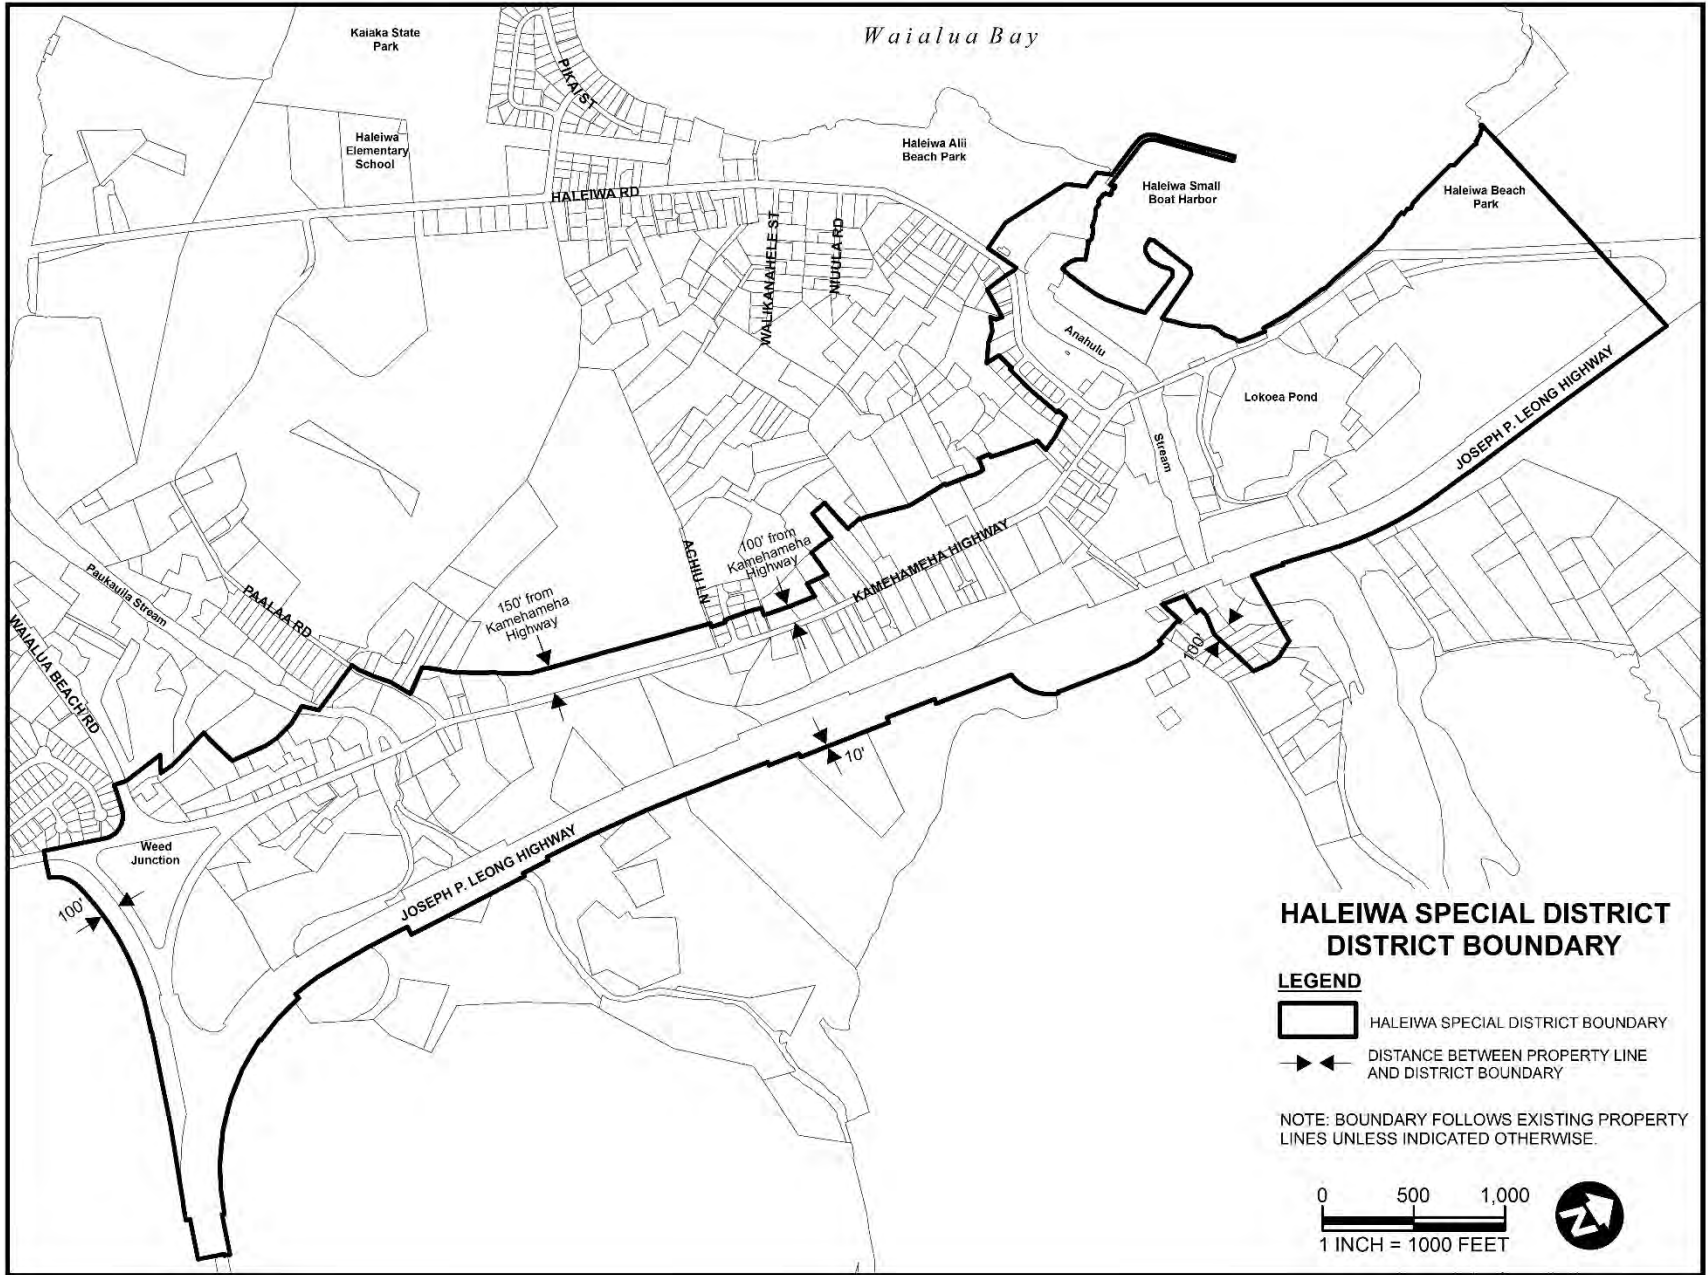 Waialua Bay
Kaiaka State
Park
PIKAI ST
Haleiwa
Elementary
School
Haleiwa Alii
Beach Park
Haleiwa Small
Boat Harbor
Haleiwa Beach
Park
HALEIWA RD
WALIKANAHELE ST
NIUULA RD
Anahulu
Stream
Lokoea Pond
JOSEPH P. LEONG HIGHWAY
KAMEHAMEHA HIGHWAY
ACHIU LN
100' from
Kamehameha
Highway
150' from
Kamehameha
Highway
Paukauila Stream
PAALAA RD
WAIALUA BEACH RD
100'
10'
Weed
Junction
100'
JOSEPH P. LEONG HIGHWAY
HALEIWA SPECIAL DISTRICT
DISTRICT BOUNDARY
LEGEND
HALEIWA SPECIAL DISTRICT BOUNDARY
DISTANCE BETWEEN PROPERTY LINE
AND DISTRICT BOUNDARY
NOTE: BOUNDARY FOLLOWS EXISTING PROPERTY
LINES UNLESS INDICATED OTHERWISE.
0 500 1,000
1 INCH = 1000 FEET
N